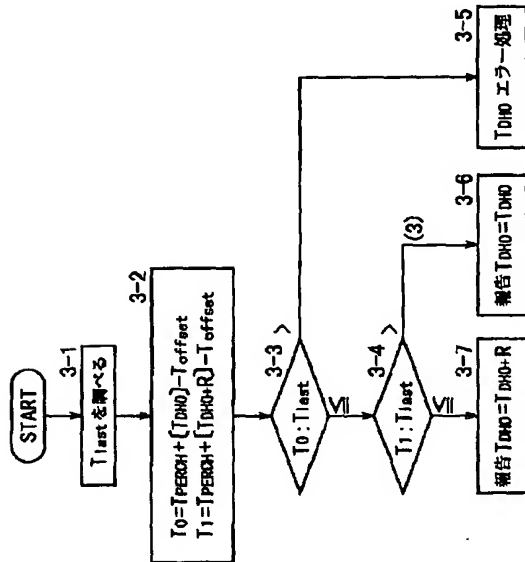 START
3-1
Tlastを調べる
3-2
T0=TPERCH+[TDHO]-Toffset
T1=TPERCH+[TDHO+R]-Toffset
3-3
>
T0:Tlast
≦
3-4
>
(3)
T1:Tlast
≦
3-5
TDHO エラー処理
3-6
報告TDHO=TDHO
3-7
報告TDHO=TDHO+R